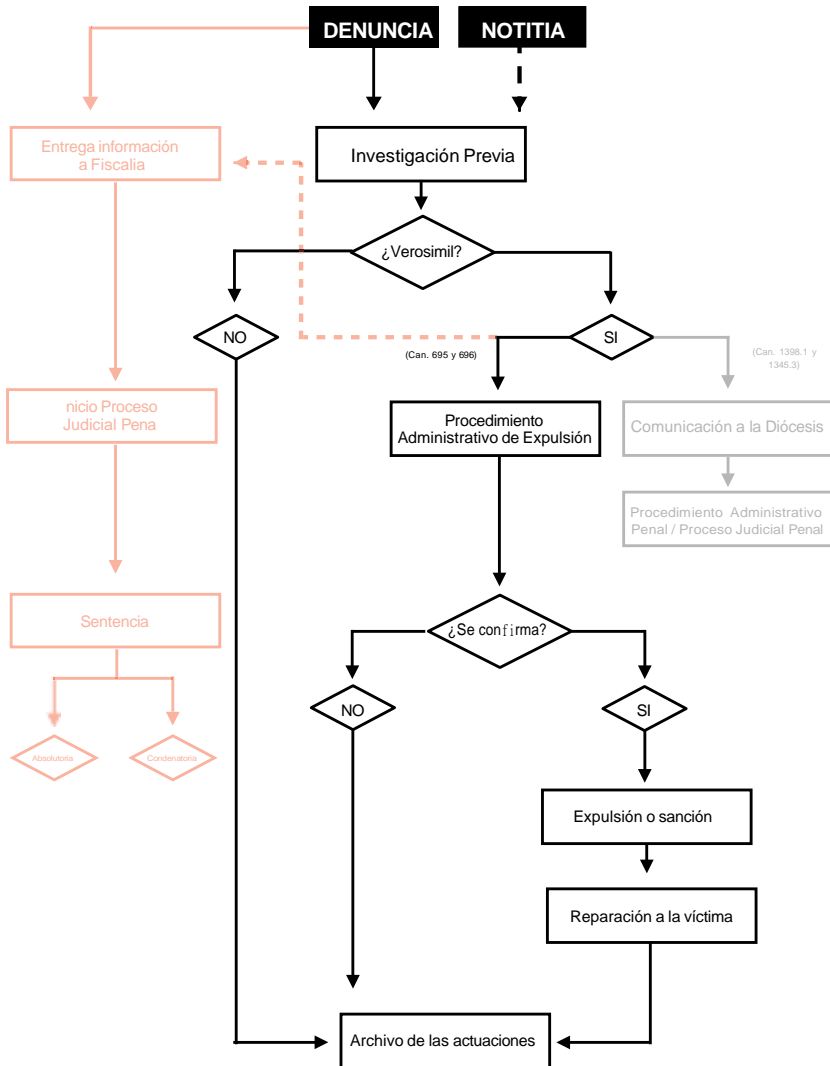 DENUNCIA
NOTITIA
Entrega información
a Fiscalia
Investigación Previa
¿Verosimil?
NO
SI
(Can. 695 y 696)
(Can. 1398.1 y
1345.3)
nicio Proceso
Judicial Pena
Procedimiento
Administrativo de Expulsión
Comunicación a la Diócesis
Procedimiento Administrativo
Penal / Proceso Judicial Penal
Sentencia
¿Se confirma?
NO
SI
Absolutoria
Condenatoria
Expulsión o sanción
Reparación a la víctima
Archivo de las actuaciones